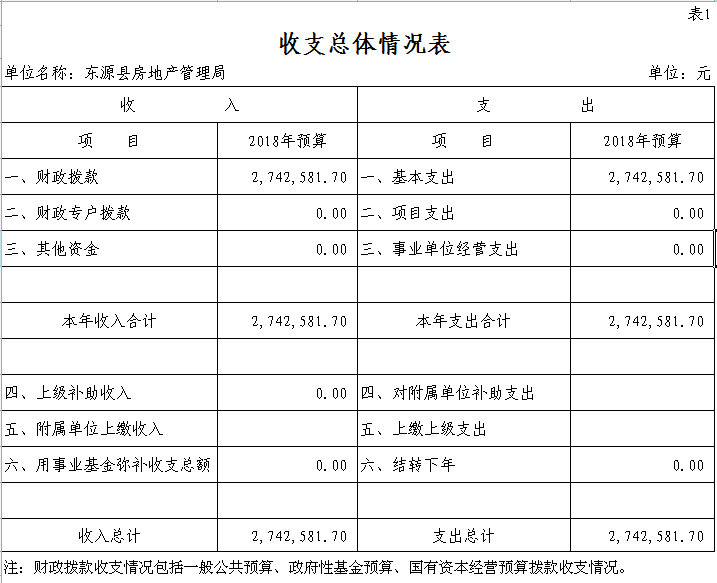 表1
收支总体情况表
单位名称：东源县房地产管理局 单位：元
收 入 支 出
项 目 2018年预算 项 目 2018年预算
一、财政拨款 2,742,581.70 一、基本支出 2,742,581.70
二、财政专户拨款 0.00 二、项目支出 0.00
三、其他资金 0.00 三、事业单位经营支出 0.00
本年收入合计 2,742,581.70 本年支出合计 2,742,581.70
四、上级补助收入 0.00 四、对附属单位补助支出
五、附属单位上缴收入 五、上缴上级支出
六、用事业基金弥补收支总额 0.00 六、结转下年 0.00
收入总计 2,742,581.70 支出总计 2,742,581.70
注：财政拨款收支情况包括一般公共预算、政府性基金预算、国有资本经营预算拨款收支情况。